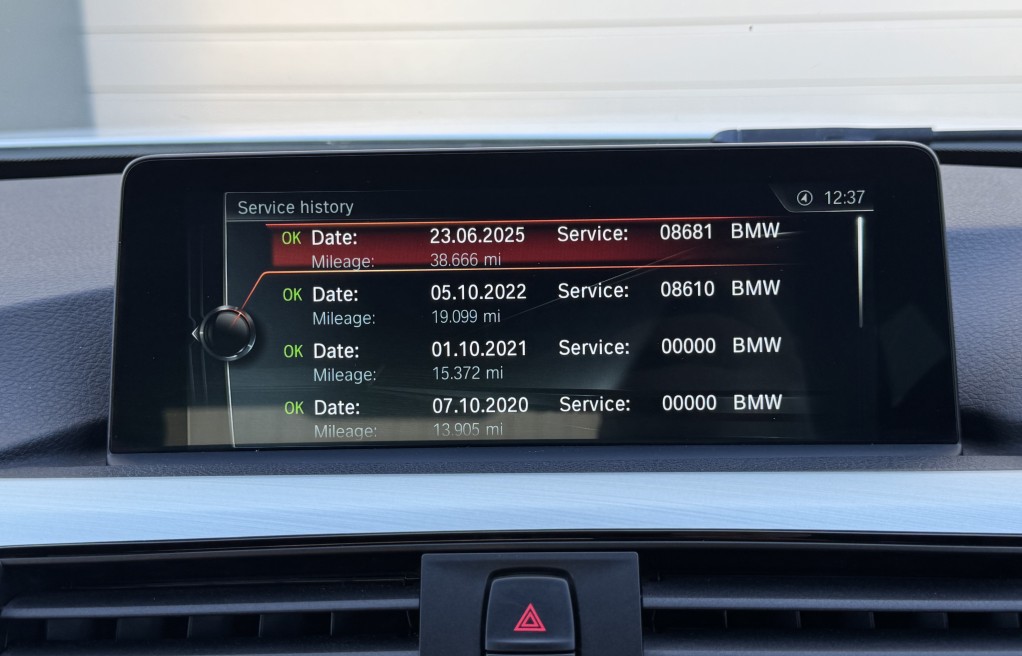 Service history 12:37
OK Date: 23.06.2025 Service: 08681 BMW
Mileage: 38.666 mi
OK Date: 05.10.2022 Service: 08610 BMW
Mileage: 19.099 mi
OK Date: 01.10.2021 Service: 00000 BMW
Mileage: 15.372 mi
OK Date: 07.10.2020 Service: 00000 BMW
Mileage: 13.905 mi